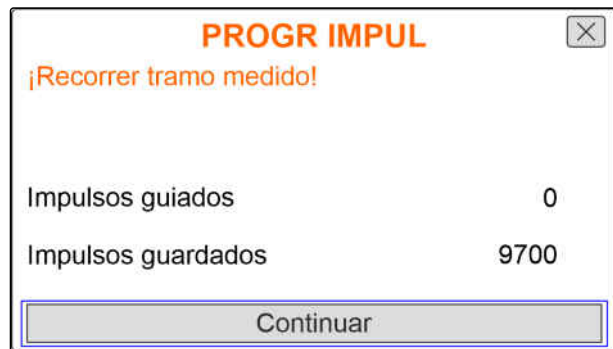 PROGR IMPUL
¡Recorrer tramo medido!
Impulsos guiados 0
Impulsos guardados 9700
Continuar